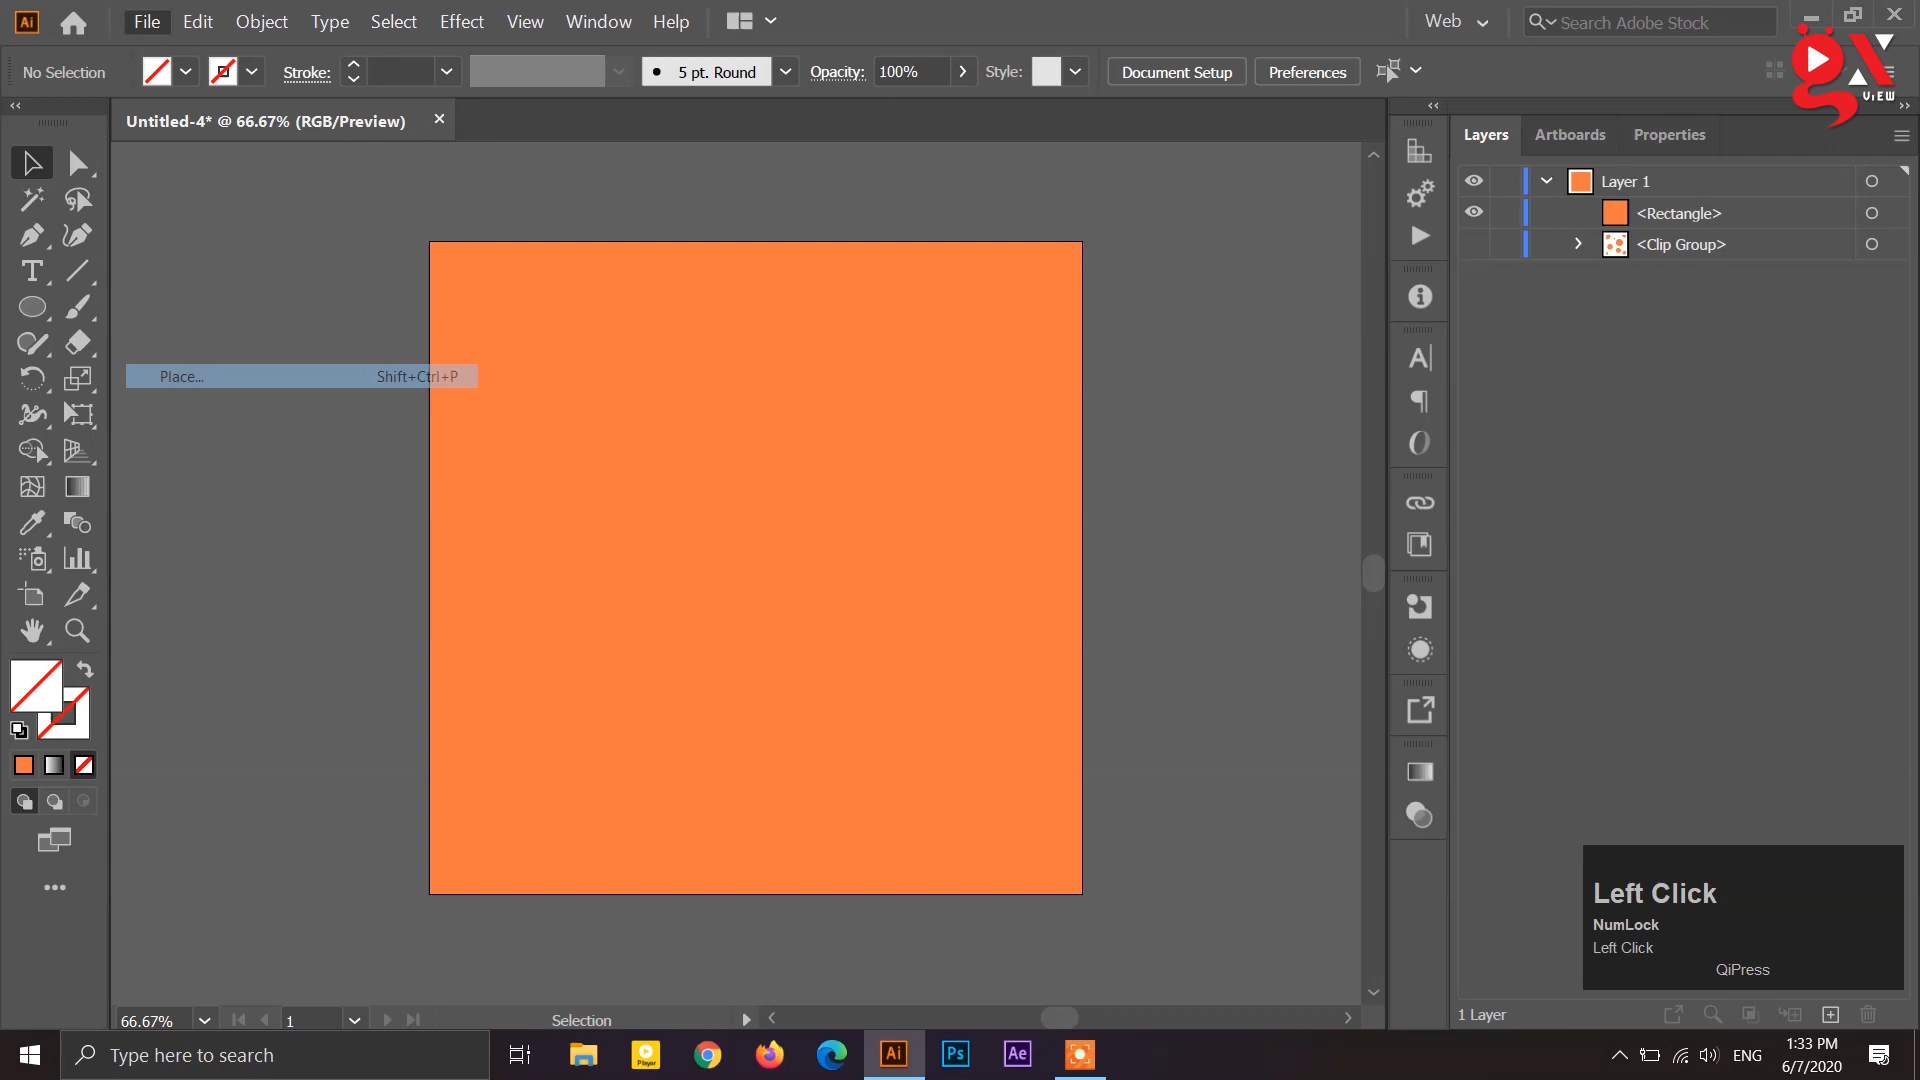 Ai File Edit Object Type Select Effect View Window Help Web Search Adobe Stock
No Selection Stroke: 5 pt. Round Opacity: 100% Style: Document Setup Preferences
VIEW
Untitled-4* @ 66.67% (RGB/Preview)
Layers Artboards Properties
Layer 1
<Rectangle>
<Clip Group>
Place... Shift+Ctrl+P
Left Click
NumLock
Left Click
QiPress
66.67% 1 Selection
1 Layer
Type here to search
Player
Ai Ps Ae
ENG
1:33 PM
6/7/2020